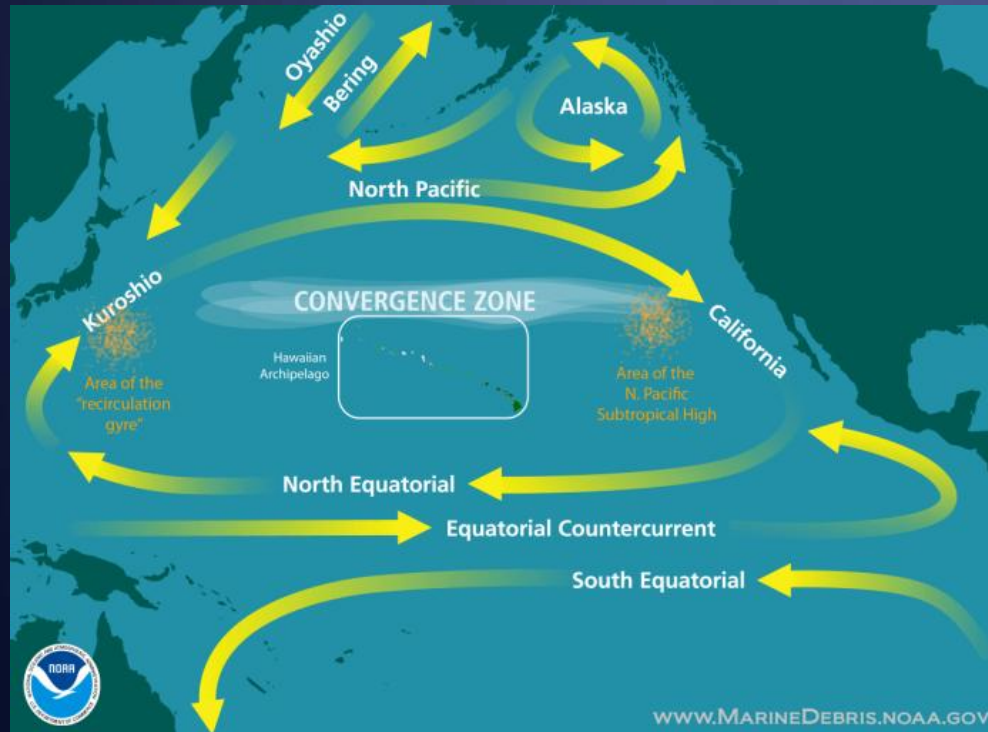 Oyashio
Bering
Alaska
North Pacific
Kuroshio
CONVERGENCE ZONE
California
Hawaiian
Archipelago
Area of the
"recirculation
gyre"
Area of the
N. Pacific
Subtropical High
North Equatorial
Equatorial Countercurrent
South Equatorial
NOAA
WWW.MARINEDEBRIS.NOAA.GOV